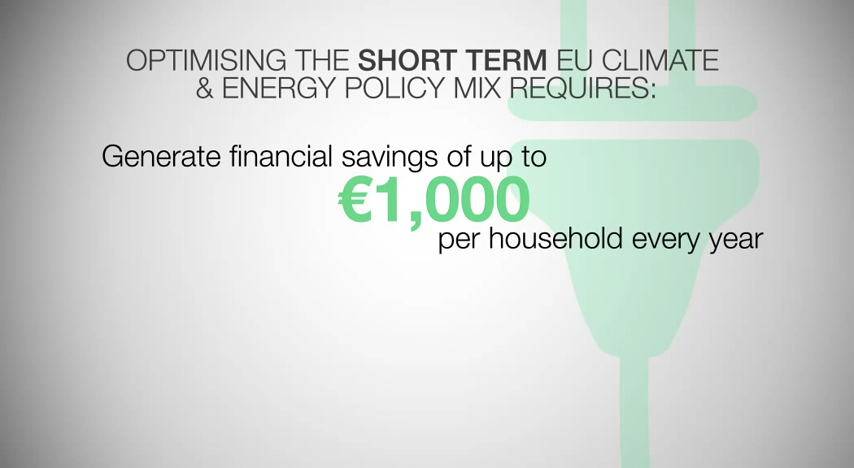 OPTIMISING THE SHORT TERM EU CLIMATE
& ENERGY POLICY MIX REQUIRES:
Generate financial savings of up to
€1,000
per household every year